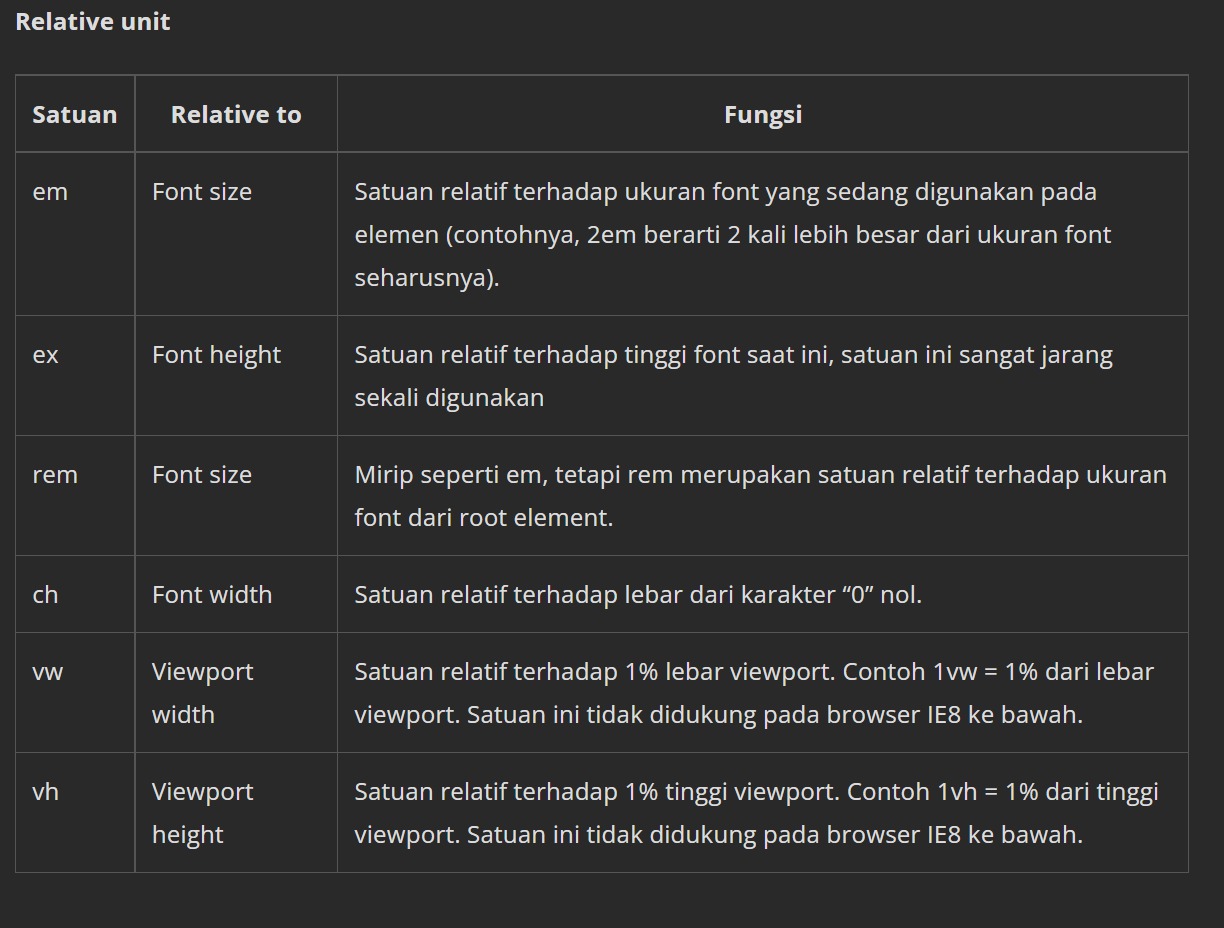 Relative unit
Satuan Relative to Fungsi
em Font size Satuan relatif terhadap ukuran font yang sedang digunakan pada
elemen (contohnya, 2em berarti 2 kali lebih besar dari ukuran font
seharusnya).
ex Font height Satuan relatif terhadap tinggi font saat ini, satuan ini sangat jarang
sekali digunakan
rem Font size Mirip seperti em, tetapi rem merupakan satuan relatif terhadap ukuran
font dari root element.
ch Font width Satuan relatif terhadap lebar dari karakter “0” nol.
vw Viewport Satuan relatif terhadap 1% lebar viewport. Contoh 1vw = 1% dari lebar
width viewport. Satuan ini tidak didukung pada browser IE8 ke bawah.
vh Viewport Satuan relatif terhadap 1% tinggi viewport. Contoh 1vh = 1% dari tinggi
height viewport. Satuan ini tidak didukung pada browser IE8 ke bawah.